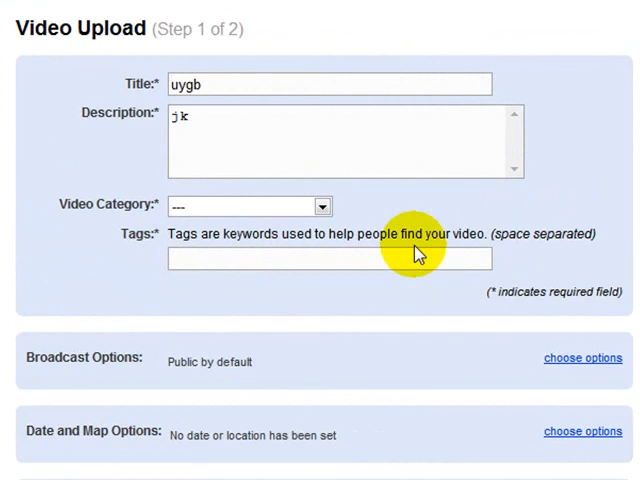 Video Upload (Step 1 of 2)
Title:* uygb
Description:* jk
Video Category:* ---
Tags:* Tags are keywords used to help people find your video. (space separated)
(* indicates required field)
Broadcast Options: Public by default choose options
Date and Map Options: No date or location has been set choose options